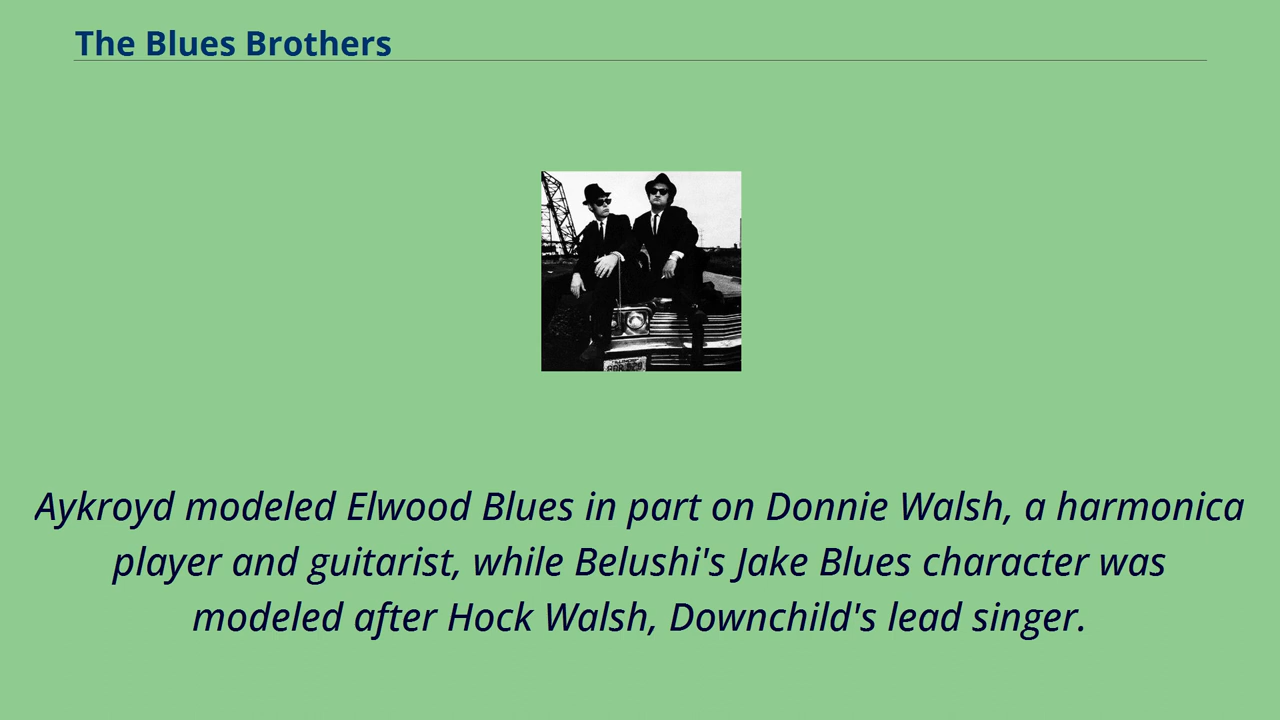 The Blues Brothers
Aykroyd modeled Elwood Blues in part on Donnie Walsh, a harmonica
player and guitarist, while Belushi's Jake Blues character was
modeled after Hock Walsh, Downchild's lead singer.